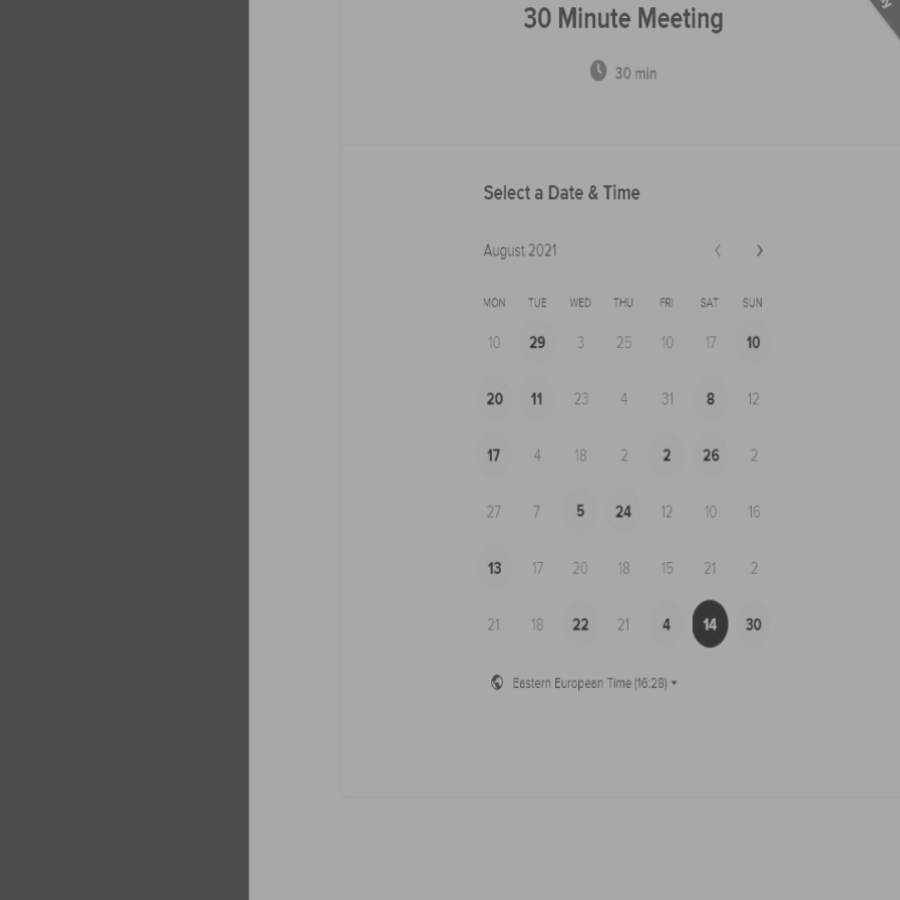 30 Minute Meeting
30 min
Select a Date & Time
August 2021
MON TUE WED THU FRI SAT SUN
10 29 3 25 10 17 10
20 11 23 4 31 8 12
17 4 18 2 2 26 2
27 7 5 24 12 10 16
13 17 20 18 15 21 2
21 18 22 21 4 14 30
Eastern European Time (16:28)